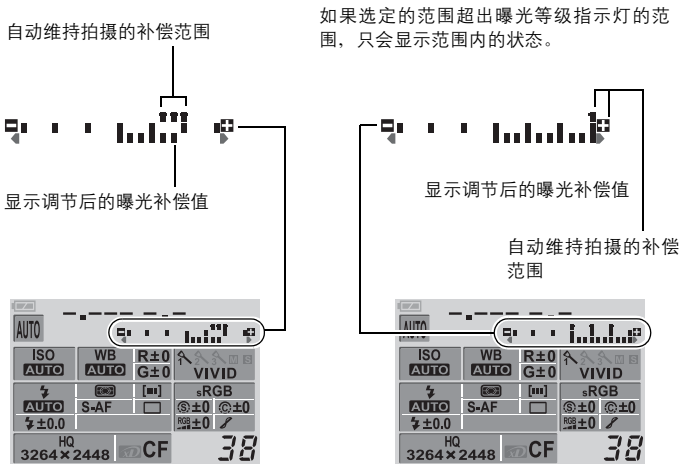 自动维持拍摄的补偿范围
如果选定的范围超出曝光等级指示灯的范
围，只会显示范围内的状态。
显示调节后的曝光补偿值
显示调节后的曝光补偿值
自动维持拍摄的补偿
范围
AUTO
ISO
AUTO
WB
AUTO
R±0
G±0
VIVID
AUTO
S-AF
sRGB
S±0
C±0
±0.0
RGB±0
HQ
3264×2448
CF
38
AUTO
ISO
AUTO
WB
AUTO
R±0
G±0
VIVID
AUTO
S-AF
sRGB
S±0
C±0
±0.0
RGB±0
HQ
3264×2448
CF
38